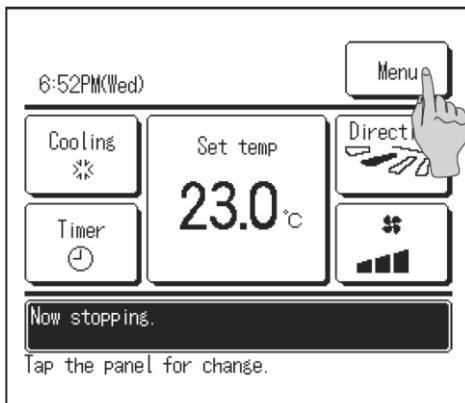 6:52PM(Wed)
Menu
Cooling
Set temp
23.0℃
Timer
Now stopping.
Tap the panel for change.